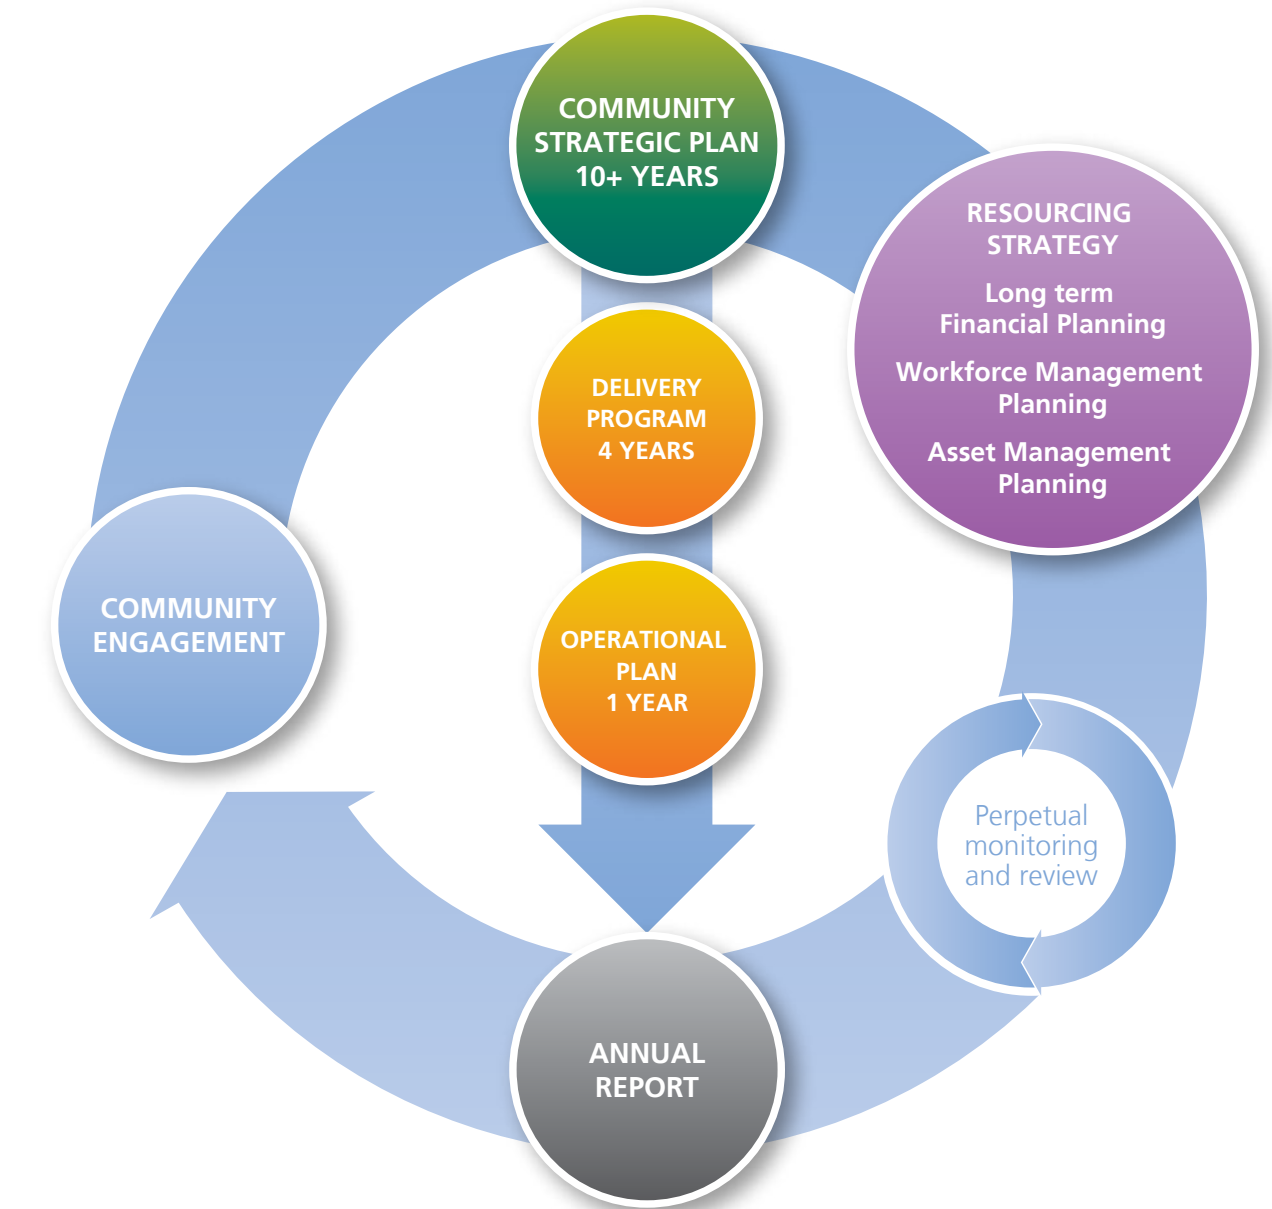 COMMUNITY
STRATEGIC PLAN
10+ YEARS
RESOURCING
STRATEGY
Long term
Financial Planning
Workforce Management
Planning
Asset Management
Planning
DELIVERY
PROGRAM
4 YEARS
COMMUNITY
ENGAGEMENT
OPERATIONAL
PLAN
1 YEAR
Perpetual
monitoring
and review
ANNUAL
REPORT